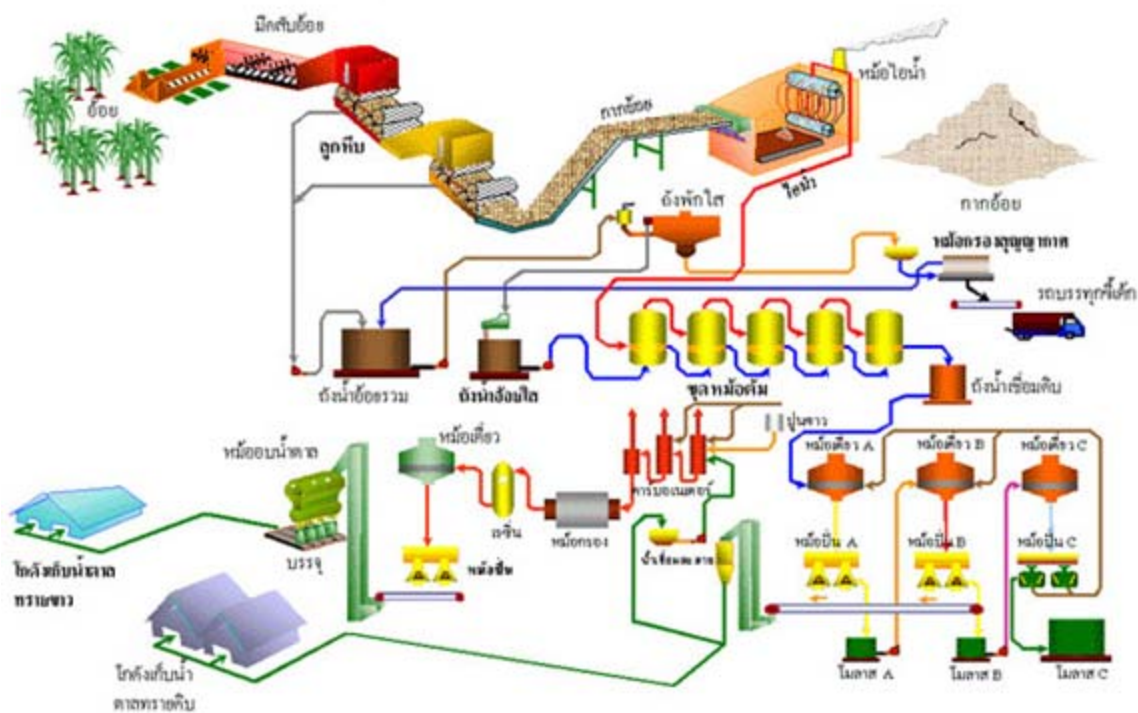 มีดสับอ้อย
อ้อย
ลูกหีบ
กากอ้อย
หม้อไอน้ำ
ไอน้ำ
กากอ้อย
ถังพักใส
หม้อกรองสุญญากาศ
รถบรรทุกขี้เค้ก
ถังน้ำอ้อยรวม
ถังน้ำอ้อยใส
ชุดหม้อต้ม
ถังน้ำเชื่อมดิบ
หม้ออบน้ำตาล
หม้อเคี่ยว
ปูนขาว
หม้อเคี่ยว A
หม้อเคี่ยว B
หม้อเคี่ยว C
คาร์บอเนเตอร์
เรซิ่น
หม้อกรอง
บรรจุ
หม้อปั่น
น้ำเชื่อมละลาย
หม้อปั่น A
หม้อปั่น B
หม้อปั่น C
โกดังเก็บน้ำตาล
ทรายขาว
โกดังเก็บน้ำ
ตาลทรายดิบ
โมลาส A
โมลาส B
โมลาส C